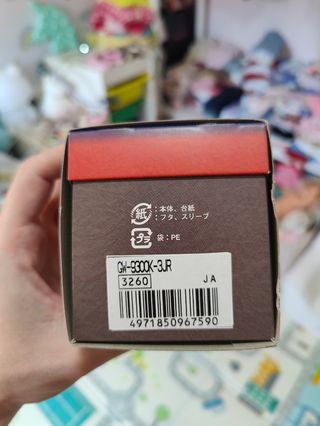 紙 :本体、台紙
:フタ、スリーブ
プラ 袋:PE
GW-9300K-3JR
3260 JA
4971850967590